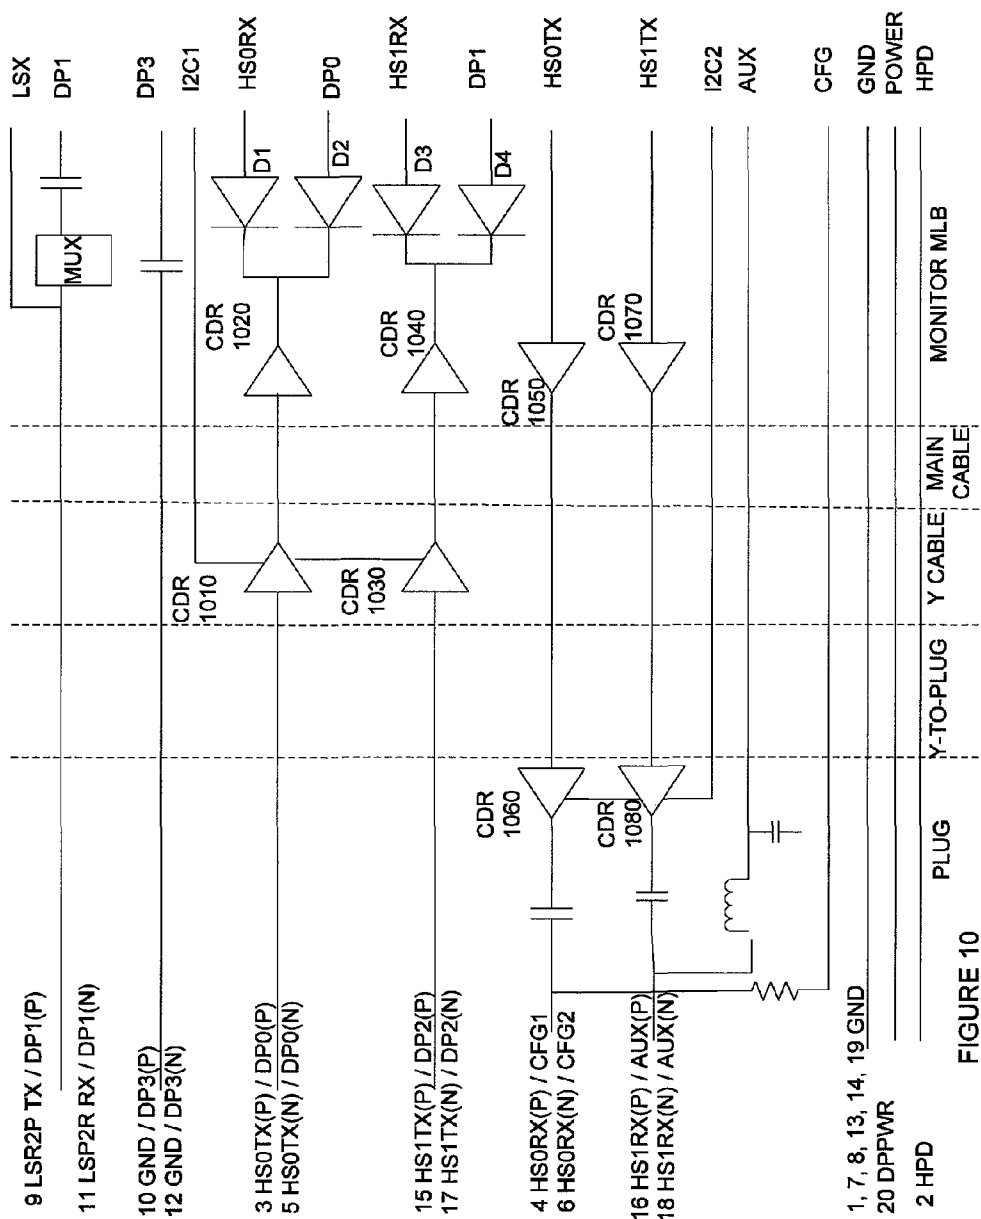 9 LSR2P TX / DP1(P)
11 LSP2R RX / DP1(N)
10 GND / DP3(P)
12 GND / DP3(N)
3 HS0TX(P) / DP0(P)
5 HS0TX(N) / DP0(N)
15 HS1TX(P) / DP2(P)
17 HS1TX(N) / DP2(N)
4 HS0RX(P) / CFG1
6 HS0RX(N) / CFG2
16 HS1RX(P) / AUX(P)
18 HS1RX(N) / AUX(N)
1, 7, 8, 13, 14, 19 GND
20 DPPWR
2 HPD
CDR
1060
CDR
1080
CDR
1010
CDR
1030
CDR
1020
CDR
1040
CDR
1050
CDR
1070
MUX
D1
D2
D3
D4
LSX
DP1
DP3
I2C1
HS0RX
DP0
HS1RX
DP1
HS0TX
HS1TX
I2C2
AUX
CFG
GND
POWER
HPD
PLUG
Y-TO-PLUG
Y CABLE
MAIN
CABLE
MONITOR MLB
FIGURE 10